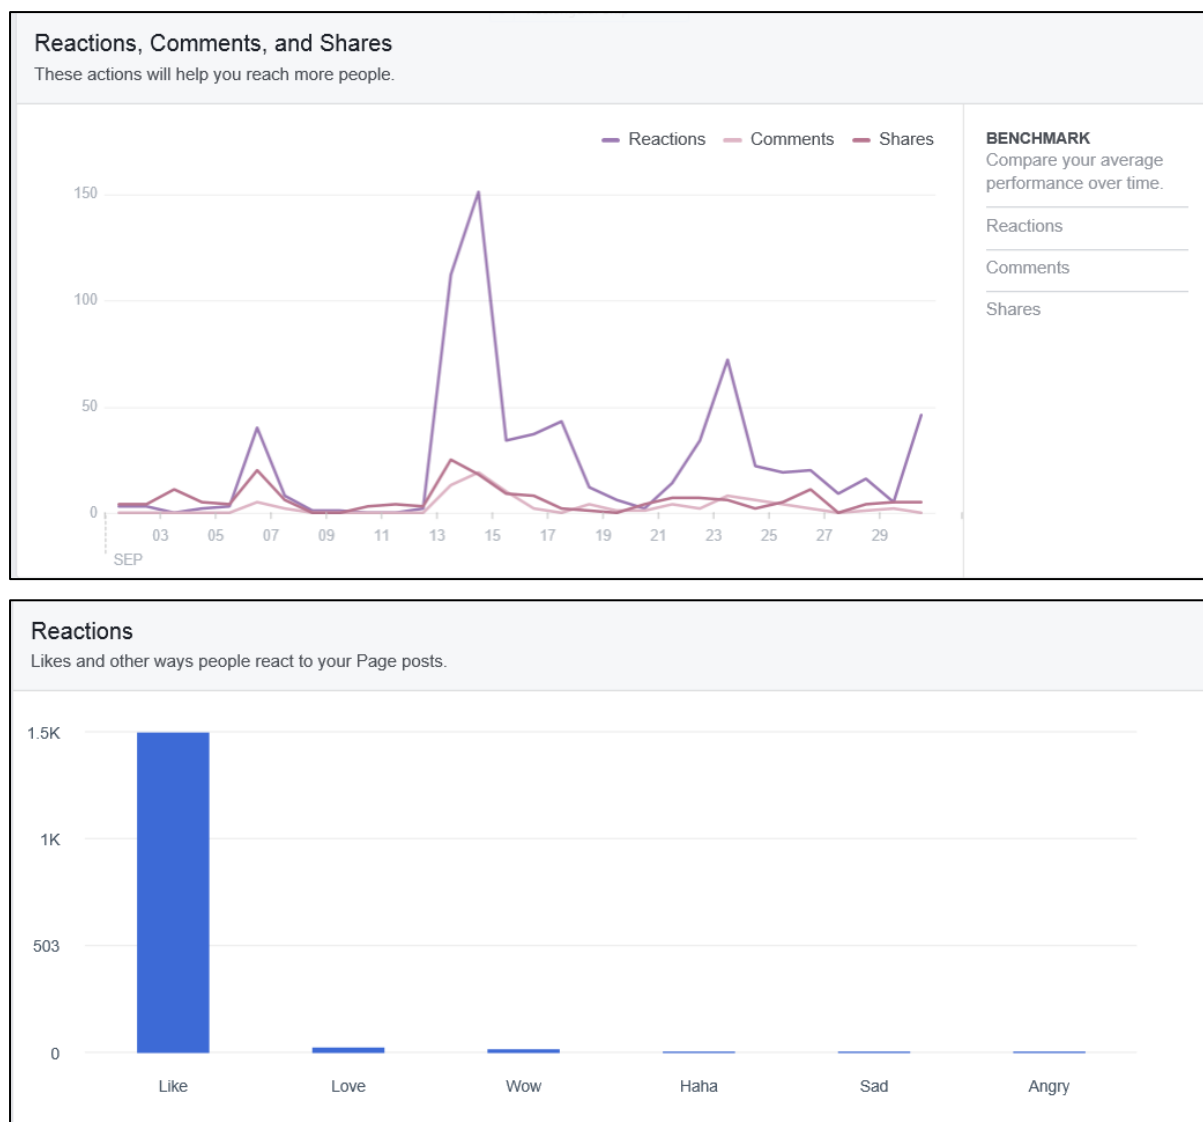 Reactions, Comments, and Shares
These actions will help you reach more people.
Reactions Comments Shares
BENCHMARK
Compare your average
performance over time.
Reactions
Comments
Shares
150
100
50
0
03 05 07 09 11 13 15 17 19 21 23 25 27 29
SEP
Reactions
Likes and other ways people react to your Page posts.
1.5K
1K
503
0
Like Love Wow Haha Sad Angry